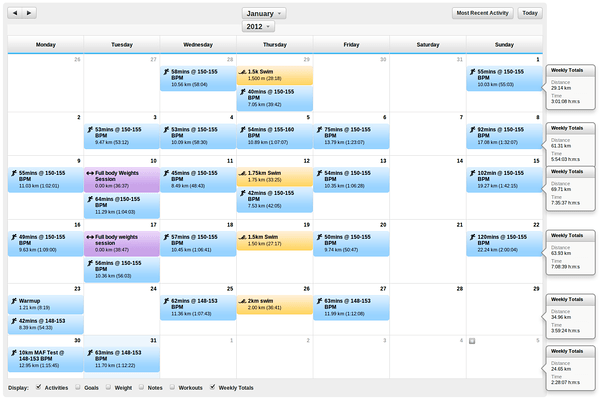 January
2012
Most Recent Activity
Today
Monday Tuesday Wednesday Thursday Friday Saturday Sunday
26 27 28 29 30 31 1
58mins @ 150-155 BPM
10.56 km (58:04)
1.5k Swim
1,500 m (28:18)
40mins @ 150-155 BPM
7.05 km (39:42)
55mins @ 150-155 BPM
10.03 km (55:03)
Weekly Totals
Distance
29.14 km
Time
3:01:08 h:m:s
2 3 4 5 6 7 8
53mins @ 150-155 BPM
9.47 km (53:12)
53mins @ 150-155 BPM
10.09 km (58:30)
54mins @ 155-160 BPM
10.89 km (1:07:07)
75mins @ 150-155 BPM
13.79 km (1:23:07)
92mins @ 150-155 BPM
17.08 km (1:32:07)
Weekly Totals
Distance
61.31 km
Time
5:54:03 h:m:s
9 10 11 12 13 14 15
55mins @ 150-155 BPM
11.03 km (1:02:01)
Full body Weights Session
0.00 km (36:37)
64mins @150-155 BPM
11.29 km (1:04:03)
45mins @ 150-155 BPM
8.49 km (48:43)
1.75km Swim
1.75 km (33:25)
42mins @ 150-155 BPM
7.53 km (42:05)
54mins @ 150-155 BPM
10.35 km (1:06:28)
102min @ 150-155 BPM
19.27 km (1:42:15)
Weekly Totals
Distance
69.71 km
Time
7:35:37 h:m:s
16 17 18 19 20 21 22
49mins @ 150-155 BPM
9.63 km (1:09:00)
Full body Weights session
0.00 km (38:47)
56mins @ 150-155 BPM
10.36 km (56:03)
57mins @ 150-155 BPM
10.45 km (1:06:41)
1.5km Swim
1.50 km (27:17)
50mins @ 150-155 BPM
9.74 km (50:47)
120mins @ 150-155 BPM
22.24 km (2:00:04)
Weekly Totals
Distance
63.93 km
Time
7:08:39 h:m:s
23 24 25 26 27 28 29
Warmup
1.21 km (8:19)
42mins @ 148-153
8.39 km (54:33)
62mins @ 148-153
11.36 km (1:07:43)
2km swim
2.00 km (36:41)
63mins @ 148-153
11.99 km (1:12:08)
Weekly Totals
Distance
34.96 km
Time
3:59:24 h:m:s
30 31 1 2 3 4 5
10km MAF Test @ 148-153 BPM
12.95 km (1:15:45)
63mins @ 148-153
11.70 km (1:12:22)
Weekly Totals
Distance
24.65 km
Time
2:28:07 h:m:s
Display: Activities Goals Weight Notes Workouts Weekly Totals